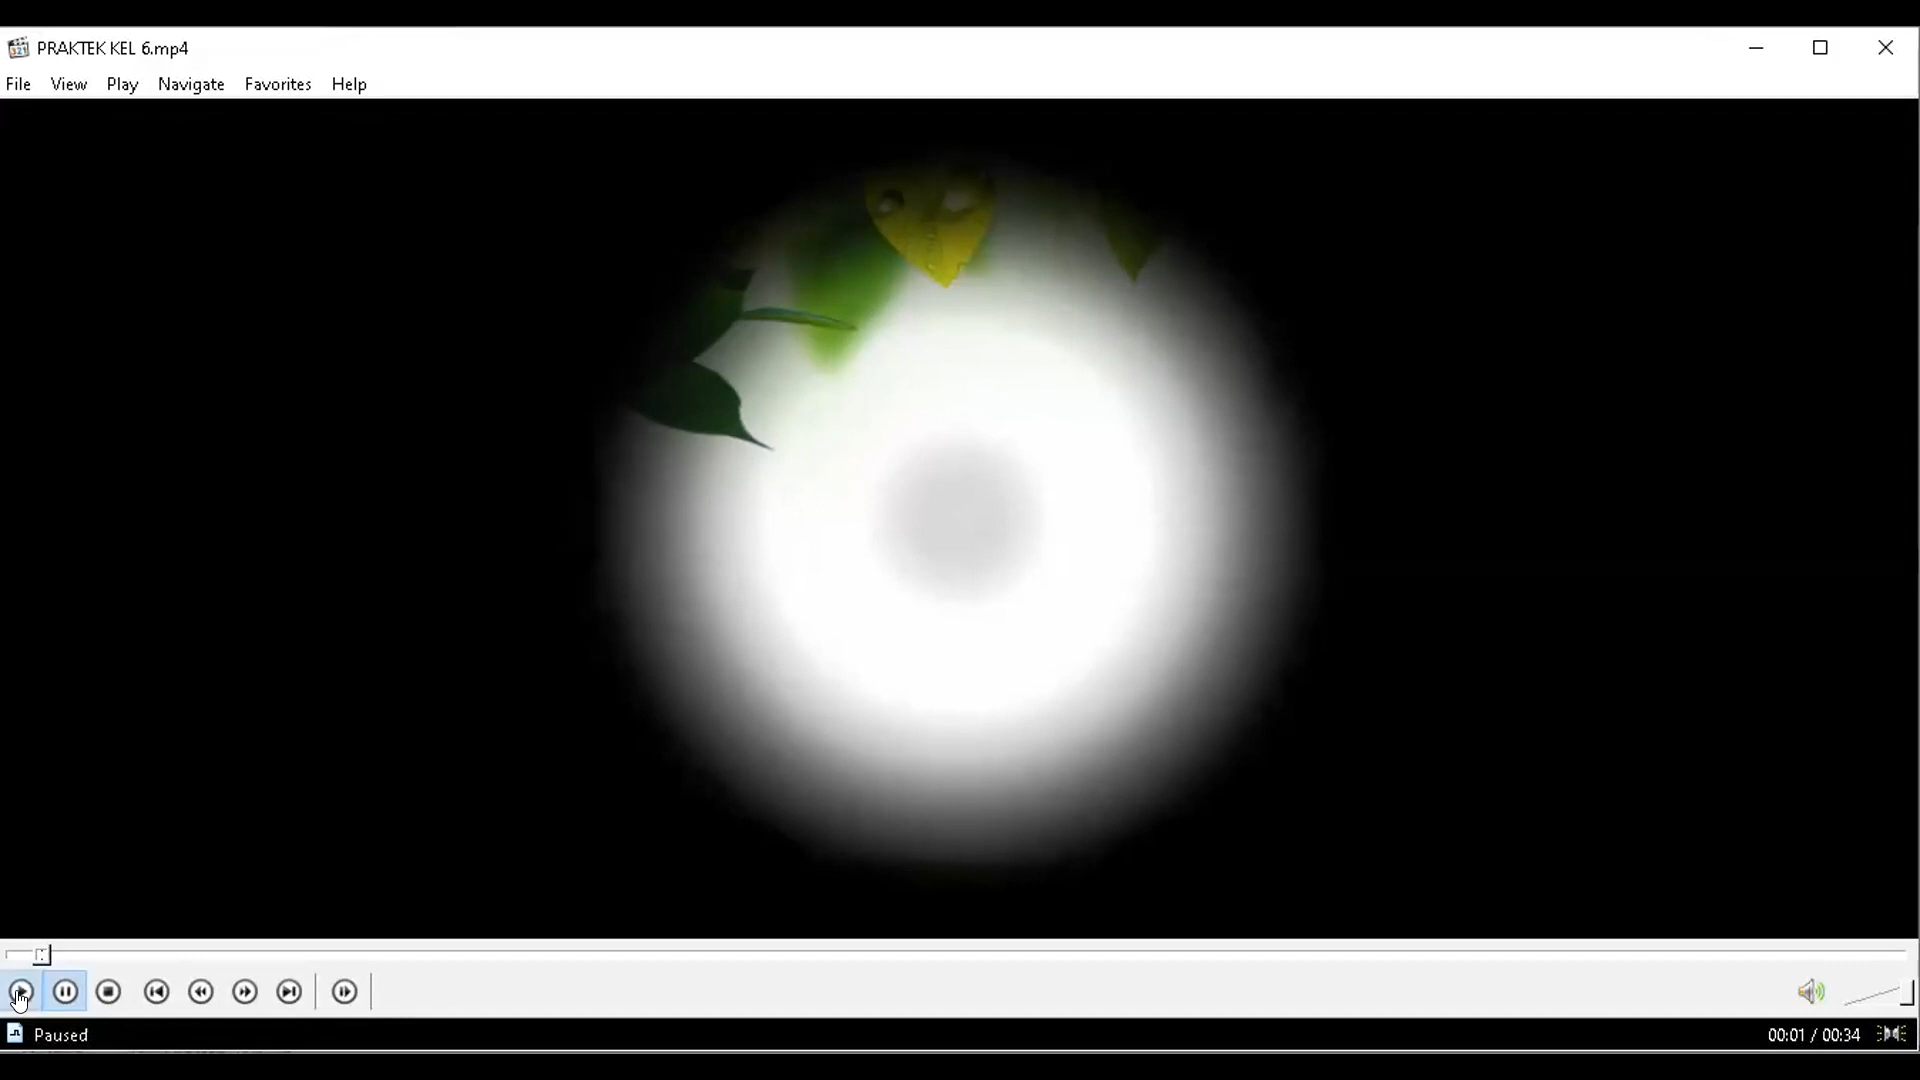 PRAKTEK KEL 6.mp4
File View Play Navigate Favorites Help
Paused
00:01 / 00:34